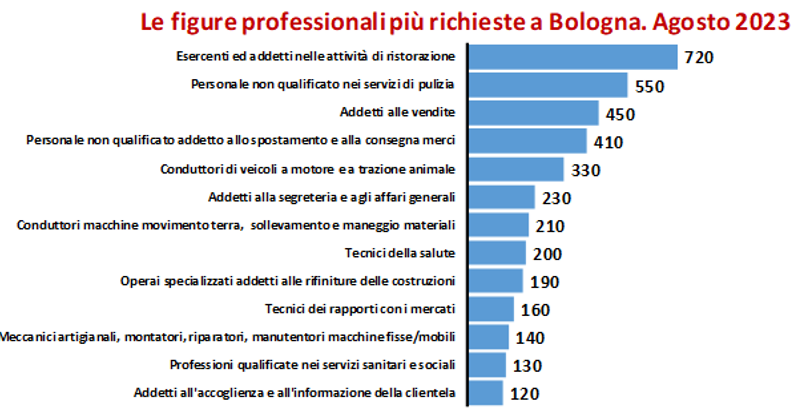 Le figure professionali più richieste a Bologna. Agosto 2023
Esercenti ed addetti nelle attività di ristorazione 720
Personale non qualificato nei servizi di pulizia 550
Addetti alle vendite 450
Personale non qualificato addetto allo spostamento e alla consegna merci 410
Conduttori di veicoli a motore e a trazione animale 330
Addetti alla segreteria e agli affari generali 230
Conduttori macchine movimento terra, sollevamento e maneggio materiali 210
Tecnici della salute 200
Operai specializzati addetti alle rifiniture delle costruzioni 190
Tecnici dei rapporti con i mercati 160
Meccanici artigianali, montatori, riparatori, manutentori macchine fisse/mobili 140
Professioni qualificate nei servizi sanitari e sociali 130
Addetti all'accoglienza e all'informazione della clientela 120